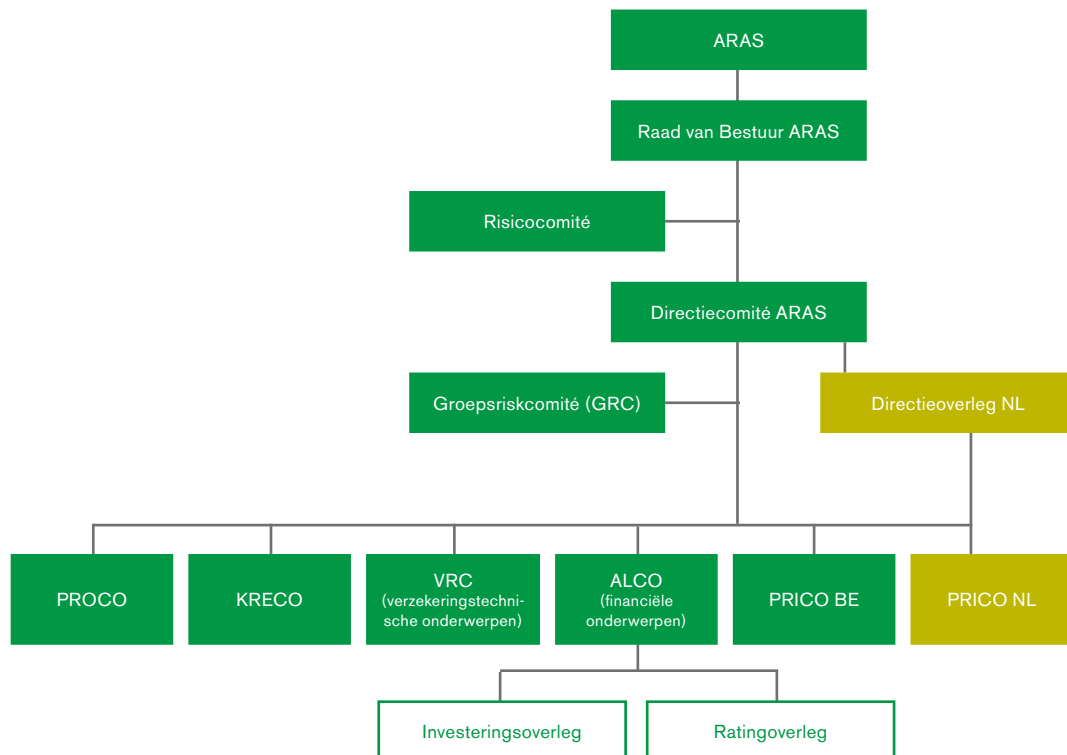 ARAS
Raad van Bestuur ARAS
Risicocomité
Directiecomité ARAS
Groepsriskcomité (GRC)
Directieoverleg NL
PROCO
KRECO
VRC
(verzekeringstechni-
sche onderwerpen)
ALCO
(financiële
onderwerpen)
PRICO BE
PRICO NL
Investeringsoverleg
Ratingoverleg